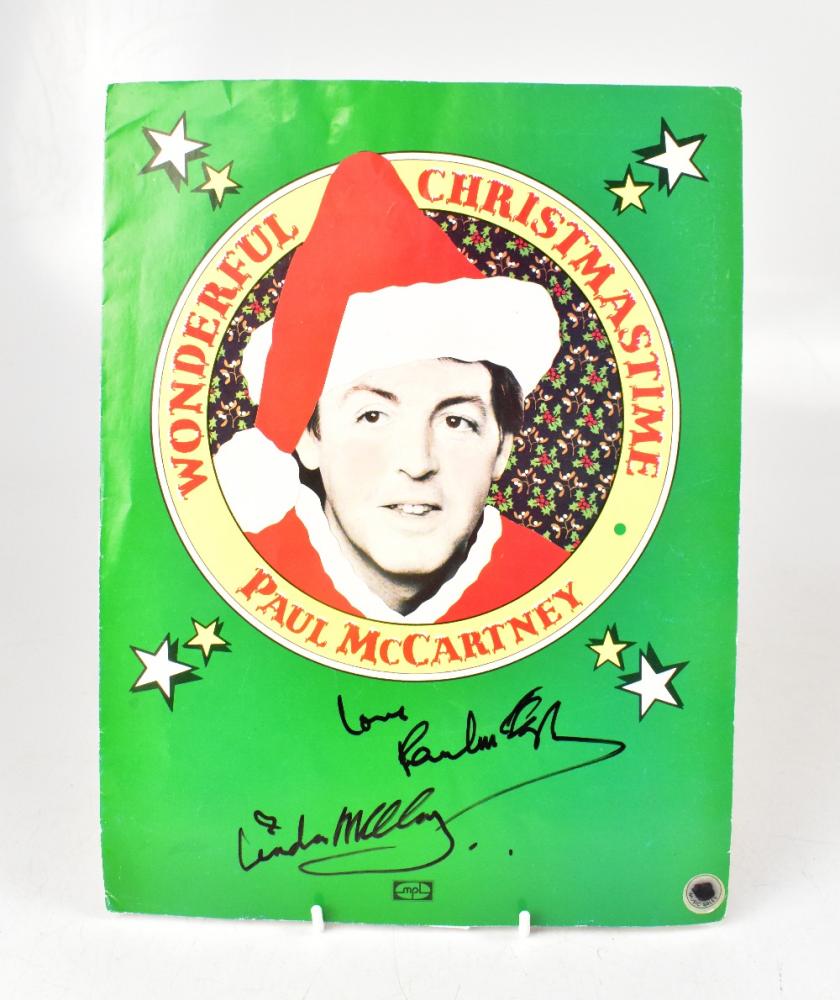 WONDERFUL CHRISTMASTIME
PAUL McCARTNEY
Love
Paul McCartney
Linda McCartney
mpl